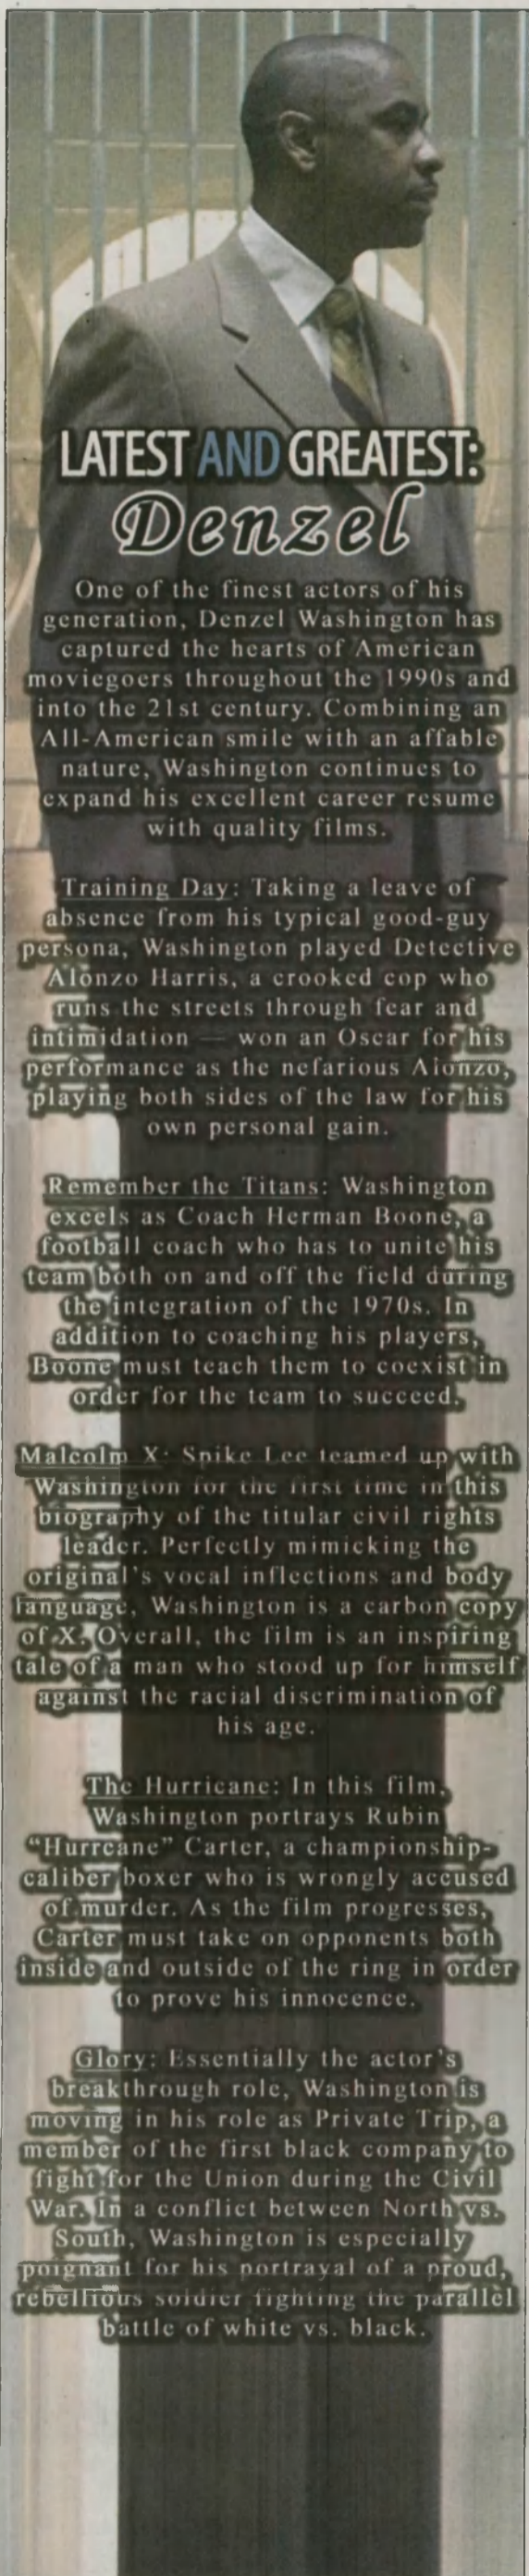 LATEST AND GREATEST:
Denzel
One of the finest actors of his
generation, Denzel Washington has
captured the hearts of American
moviegoers throughout the 1990s and
into the 21st century. Combining an
All-American smile with an affable
nature, Washington continues to
expand his excellent career resume
with quality films.
Training Day: Taking a leave of
absence from his typical good-guy
persona, Washington played Detective
Alonzo Harris, a crooked cop who
runs the streets through fear and
intimidation — won an Oscar for his
performance as the nefarious Alonzo,
playing both sides of the law for his
own personal gain.
Remember the Titans: Washington
excels as Coach Herman Boone, a
football coach who has to unite his
team both on and off the field during
the integration of the 1970s. In
addition to coaching his players,
Boone must teach them to coexist in
order for the team to succeed.
Malcolm X: Spike Lee teamed up with
Washington for the first time in this
biography of the titular civil rights
leader. Perfectly mimicking the
original's vocal inflections and body
language, Washington is a carbon copy
of X. Overall, the film is an inspiring
tale of a man who stood up for himself
against the racial discrimination of
his age.
The Hurricane: In this film,
Washington portrays Rubin
“Hurrcane” Carter, a championship-
caliber boxer who is wrongly accused
of murder. As the film progresses,
Carter must take on opponents both
inside and outside of the ring in order
to prove his innocence.
Glory: Essentially the actor's
breakthrough role, Washington is
moving in his role as Private Trip, a
member of the first black company to
fight for the Union during the Civil
War. In a conflict between North vs.
South, Washington is especially
poignant for his portrayal of a proud,
rebellious soldier fighting the parallel
battle of white vs. black.